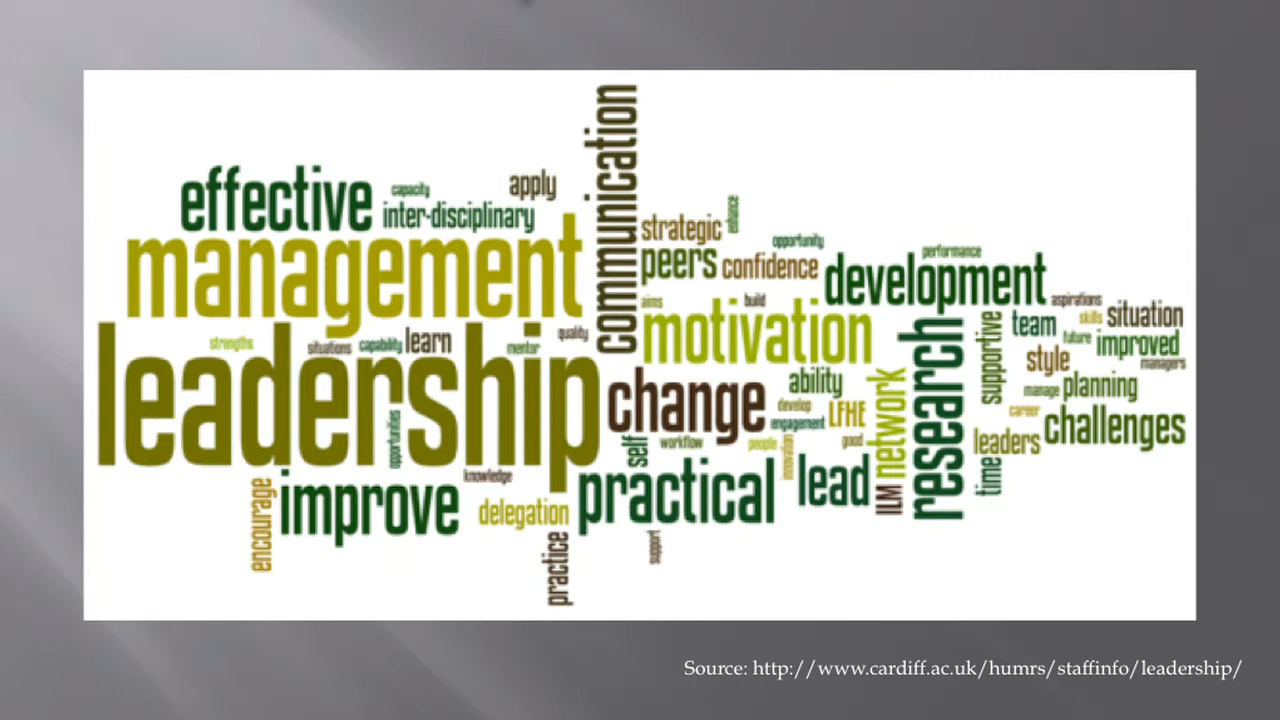 communication
effective
capacity
apply
inter-disciplinary
management
strategic
enhance
peers
confidence
opportunity
development
performance
aims
build
motivation
aspirations
skills
situation
team
future
improved
managers
supportive
style
manage
planning
career
challenges
leaders
time
research
network
ILM
leadership
strengths
situations
capability
learn
mentor
quality
opportunities
change
ability
develop
LFHE
engagement
good
people
innovation
workflow
self
practical
lead
knowledge
improve
encourage
delegation
practice
support
Source: http://www.cardiff.ac.uk/humrs/staffinfo/leadership/